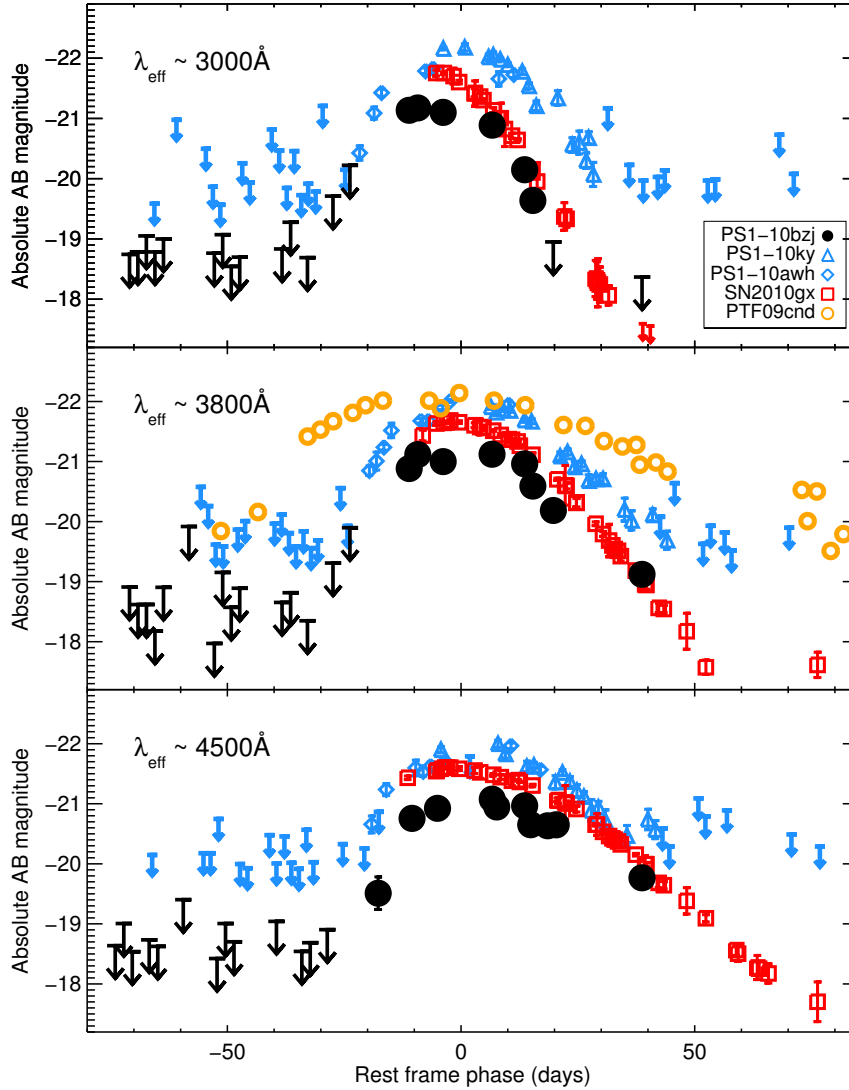 λeff ~ 3000Å
Absolute AB magnitude
-22
-21
-20
-19
-18
PS1-10bzj
PS1-10ky
PS1-10awh
SN2010gx
PTF09cnd
λeff ~ 3800Å
Absolute AB magnitude
-22
-21
-20
-19
-18
λeff ~ 4500Å
Absolute AB magnitude
-22
-21
-20
-19
-18
-50
0
50
Rest frame phase (days)